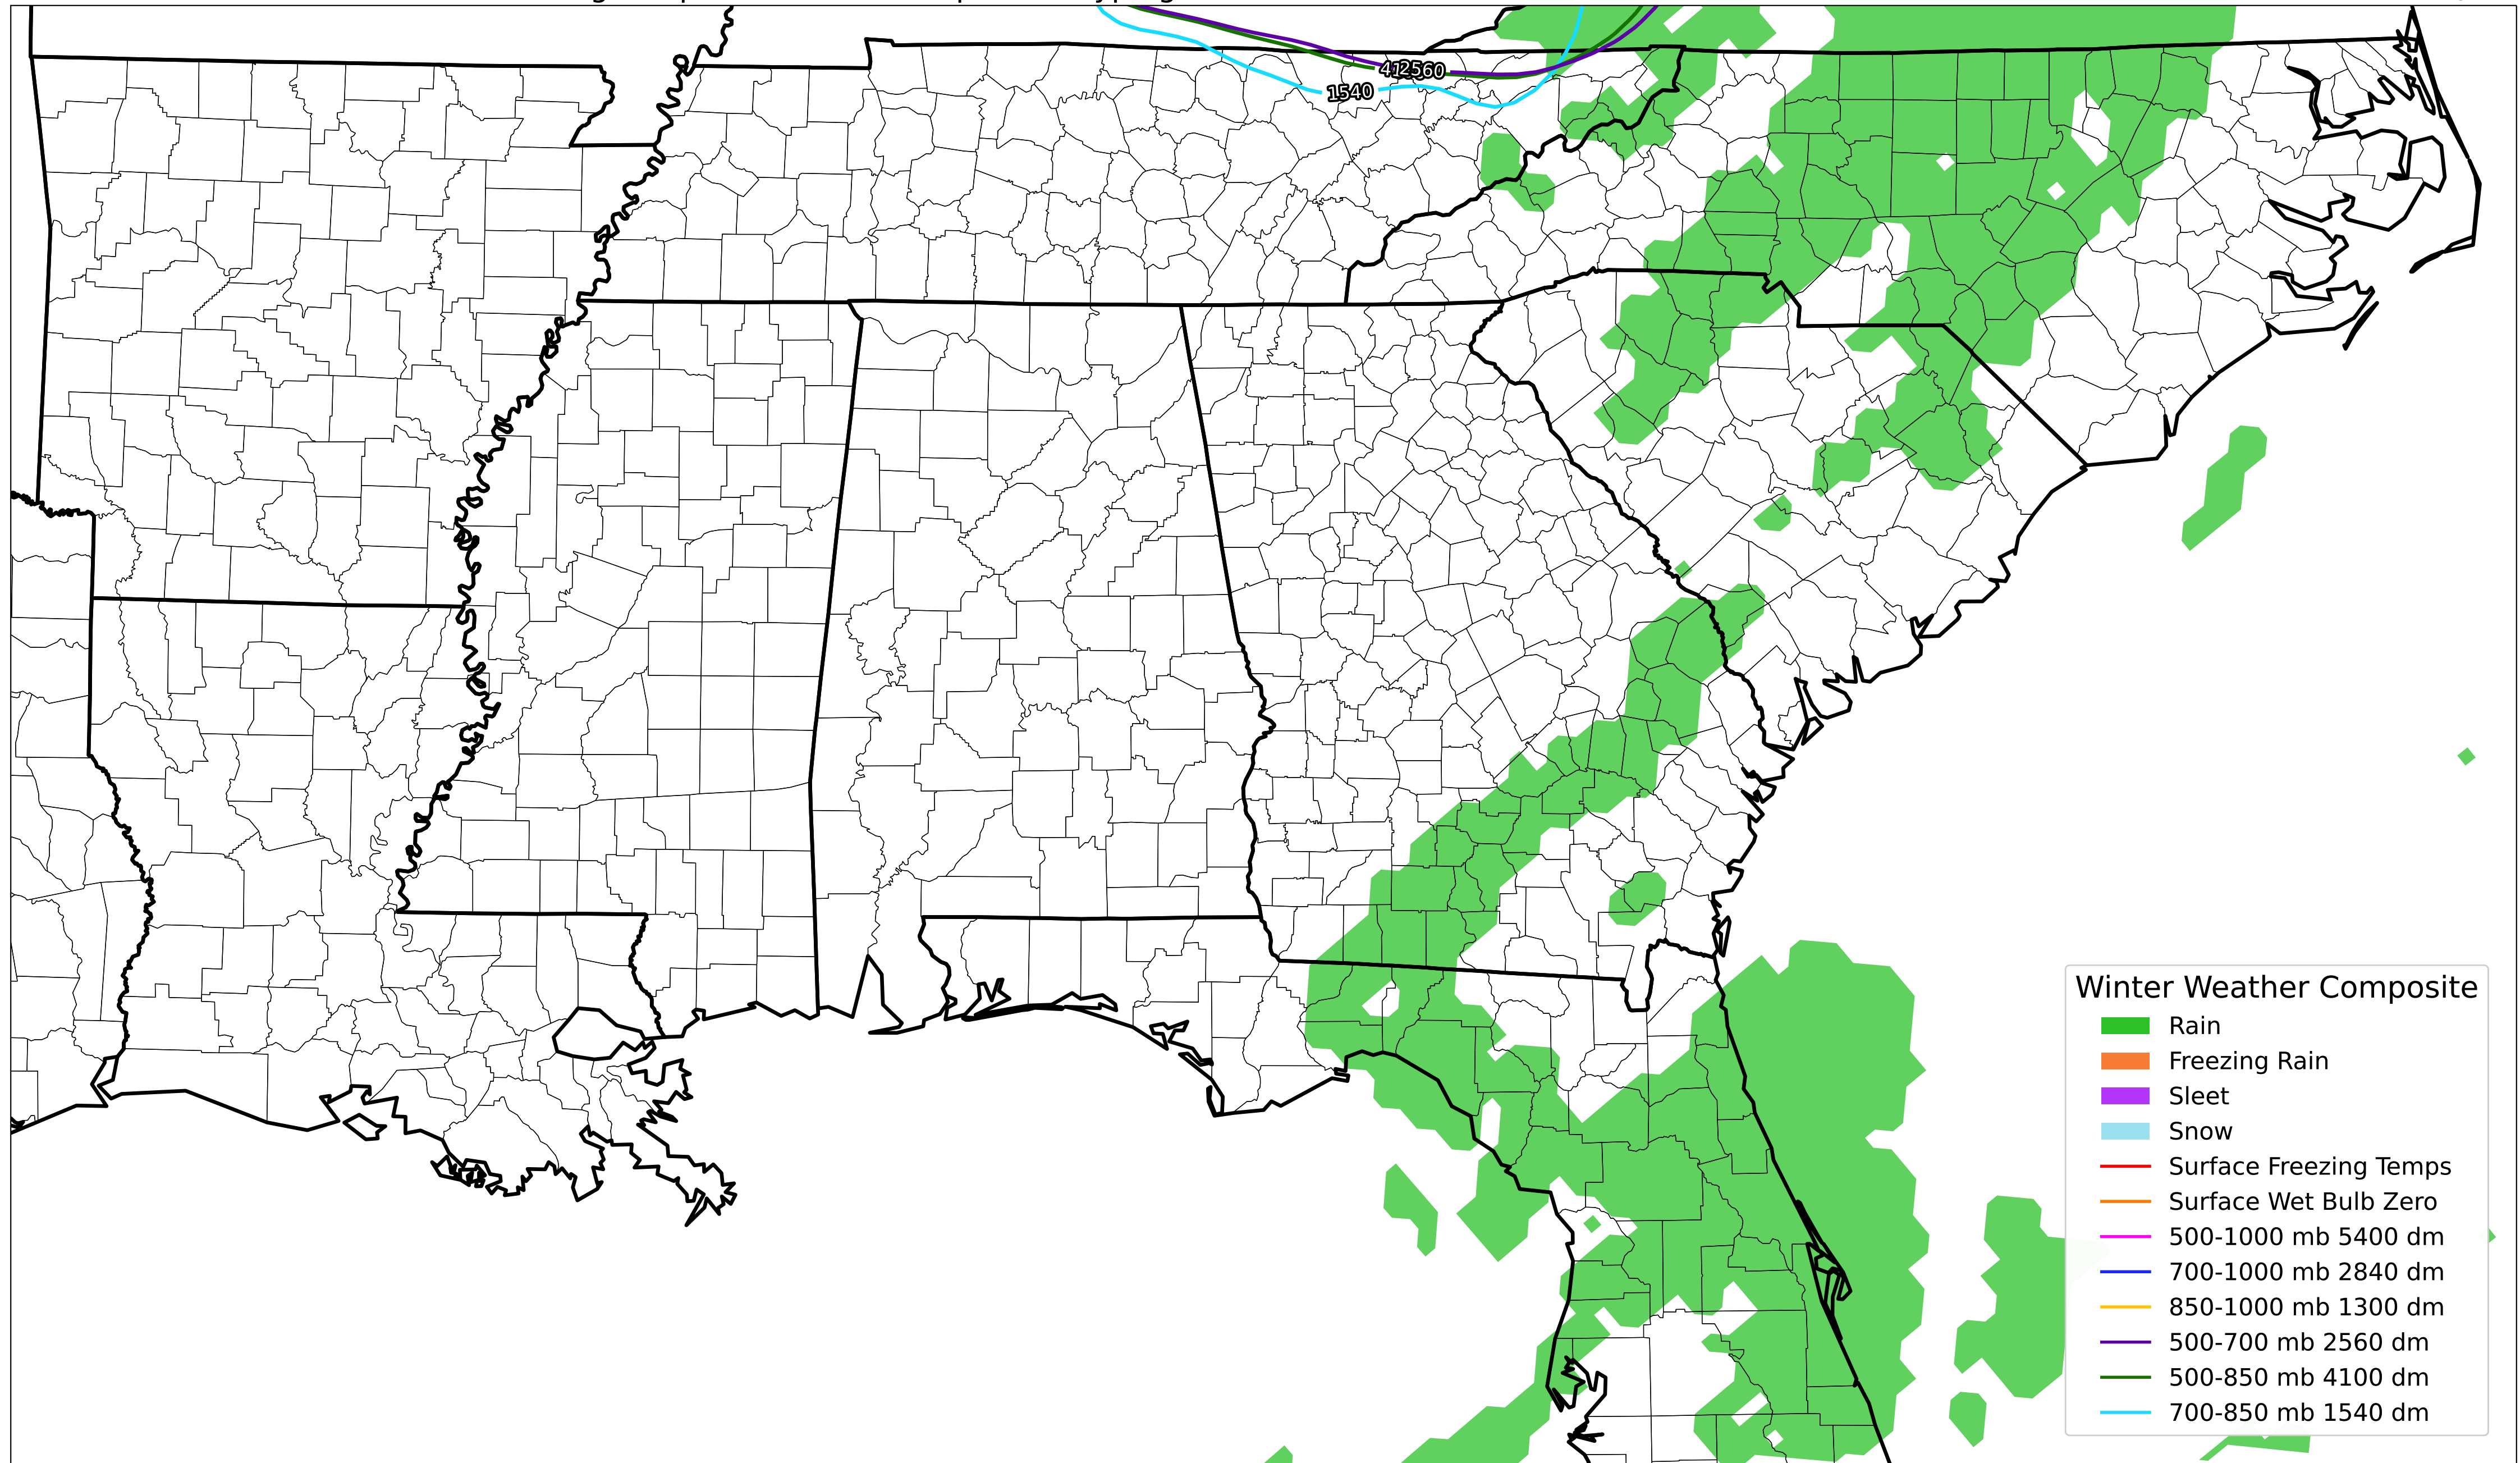 412560
1540
Winter Weather Composite
Rain
Freezing Rain
Sleet
Snow
Surface Freezing Temps
Surface Wet Bulb Zero
500-1000 mb 5400 dm
700-1000 mb 2840 dm
850-1000 mb 1300 dm
500-700 mb 2560 dm
500-850 mb 4100 dm
700-850 mb 1540 dm